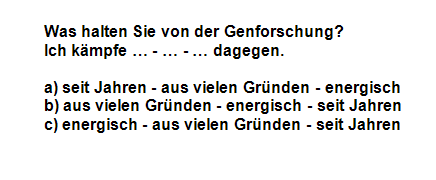 Was halten Sie von der Genforschung?
Ich kämpfe ... - ... - ... dagegen.
a) seit Jahren - aus vielen Gründen - energisch
b) aus vielen Gründen - energisch - seit Jahren
c) energisch - aus vielen Gründen - seit Jahren